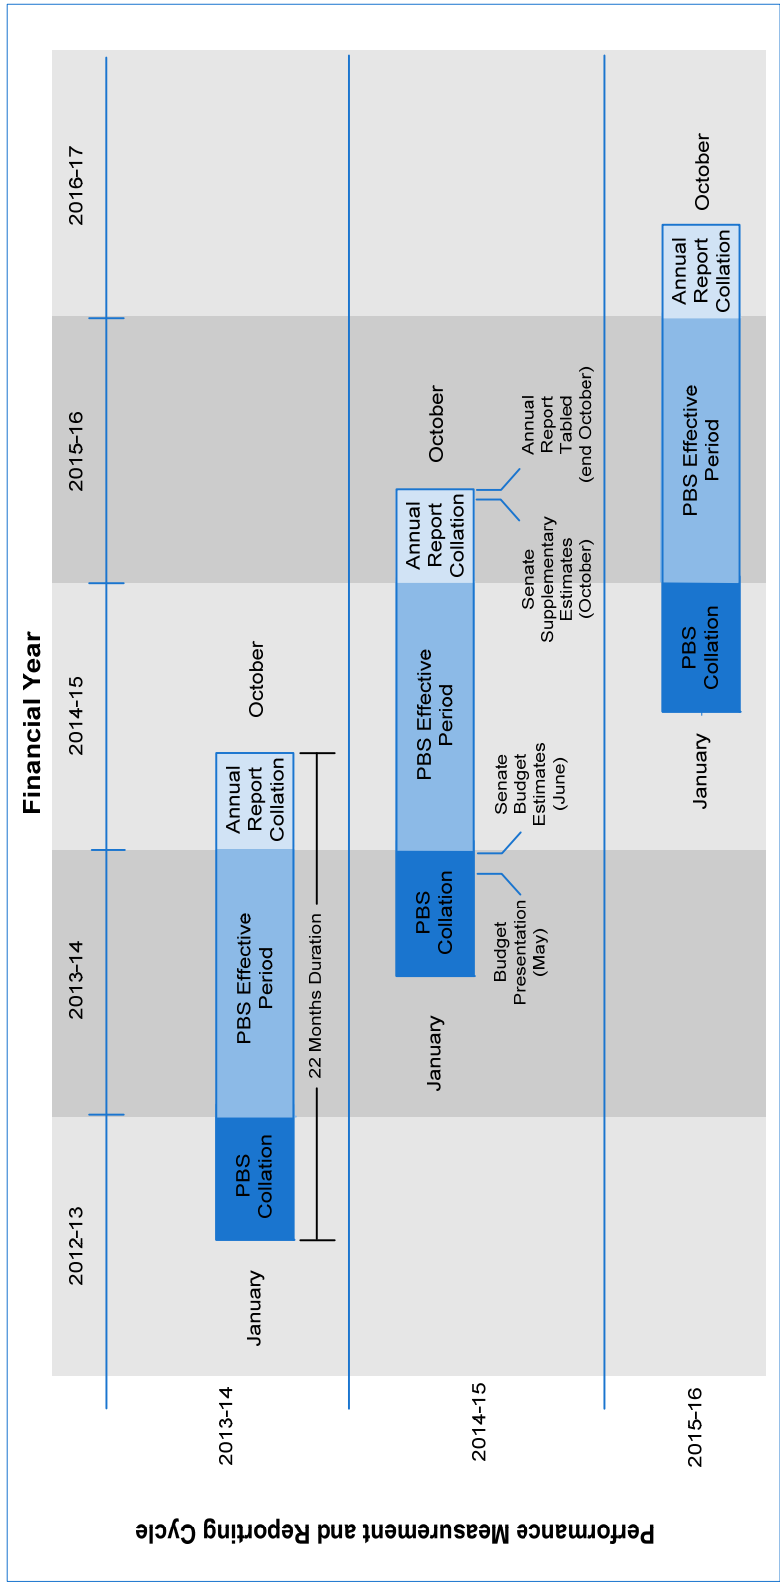 Financial Year
2012–13
2013–14
2014–15
2015–16
2016–17
Performance Measurement and Reporting Cycle
2013-14
January
PBS
Collation
PBS Effective
Period
Annual
Report
Collation
October
22 Months Duration
2014-15
January
PBS
Collation
PBS Effective
Period
Annual
Report
Collation
October
Budget
Presentation
(May)
Senate
Budget
Estimates
(June)
Senate
Supplementary
Estimates
(October)
Annual
Report
Tabled
(end October)
2015–16
January
PBS
Collation
PBS Effective
Period
Annual
Report
Collation
October